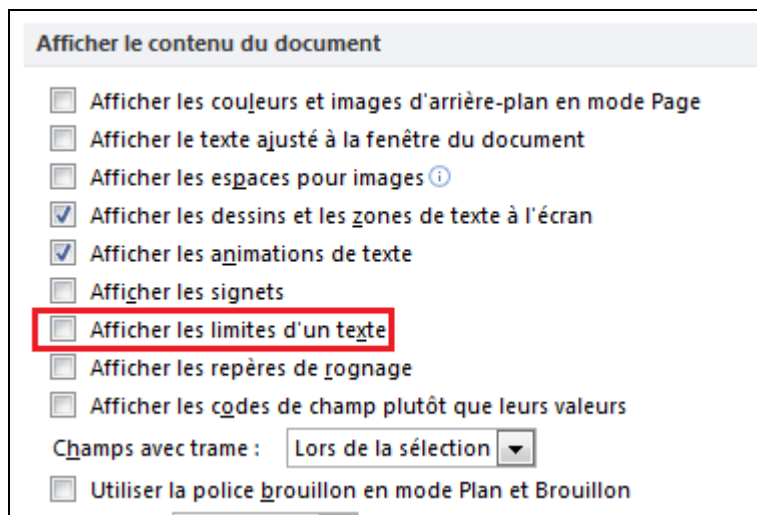 Afficher le contenu du document
Afficher les couleurs et images d'arrière-plan en mode Page
Afficher le texte ajusté à la fenêtre du document
Afficher les espaces pour images
Afficher les dessins et les zones de texte à l'écran
Afficher les animations de texte
Afficher les signets
Afficher les limites d'un texte
Afficher les repères de rognage
Afficher les codes de champ plutôt que leurs valeurs
Champs avec trame : Lors de la sélection
Utiliser la police brouillon en mode Plan et Brouillon